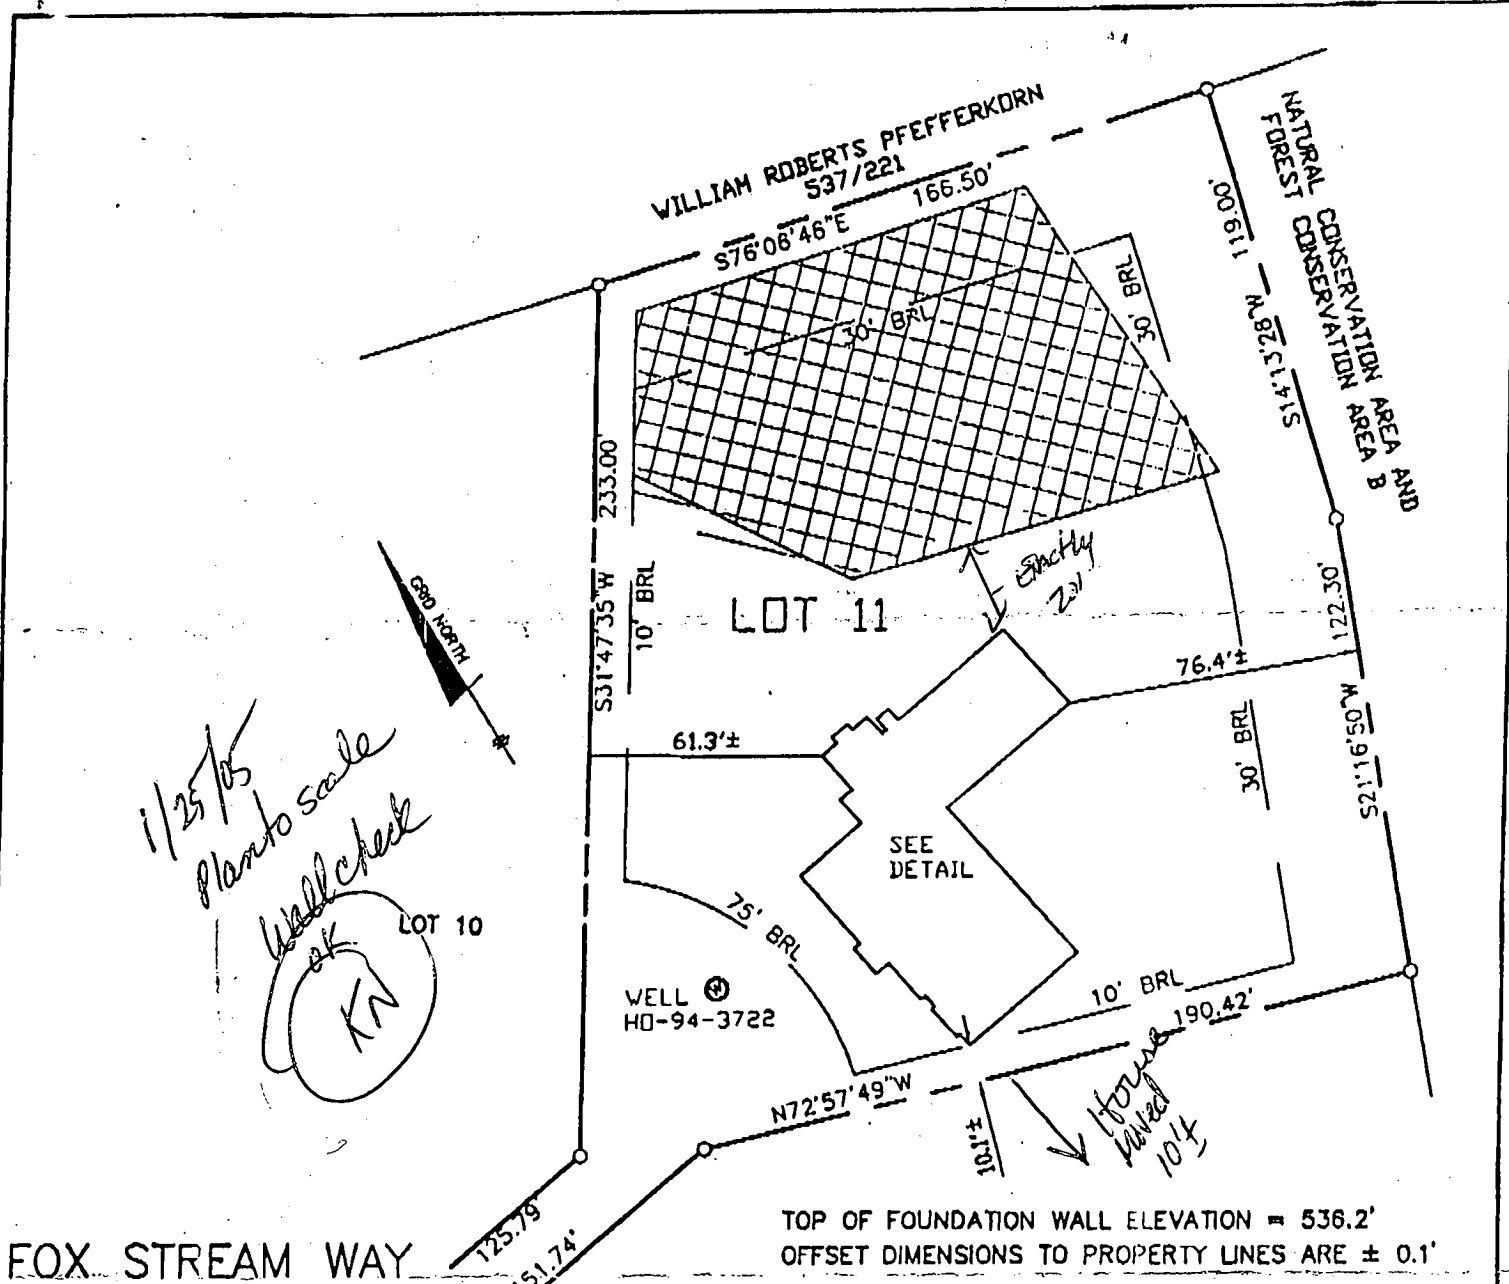 WILLIAM ROBERTS PFEFFERKORN
537/221
166.50'
S76°08'46"E
NATURAL CONSERVATION AREA AND
FOREST CONSERVATION AREA B
119.00'
S14°13'28"W
30' BRL
30' BRL
233.00'
S31°47'35"W
10' BRL
GRID NORTH
Exactly
20'
LOT 11
122.30'
S21°16'50"W
76.4'±
61.3'±
30' BRL
1/25/05
Plan to scale
Wallcheck
OK
KN
LOT 10
SEE
DETAIL
75' BRL
WELL W
HO-94-3722
10' BRL
190.42'
N72°57'49"W
10.1'±
House
moved
10'±
125.79'
51.74'
FOX STREAM WAY
TOP OF FOUNDATION WALL ELEVATION = 536.2'
OFFSET DIMENSIONS TO PROPERTY LINES ARE ± 0.1'